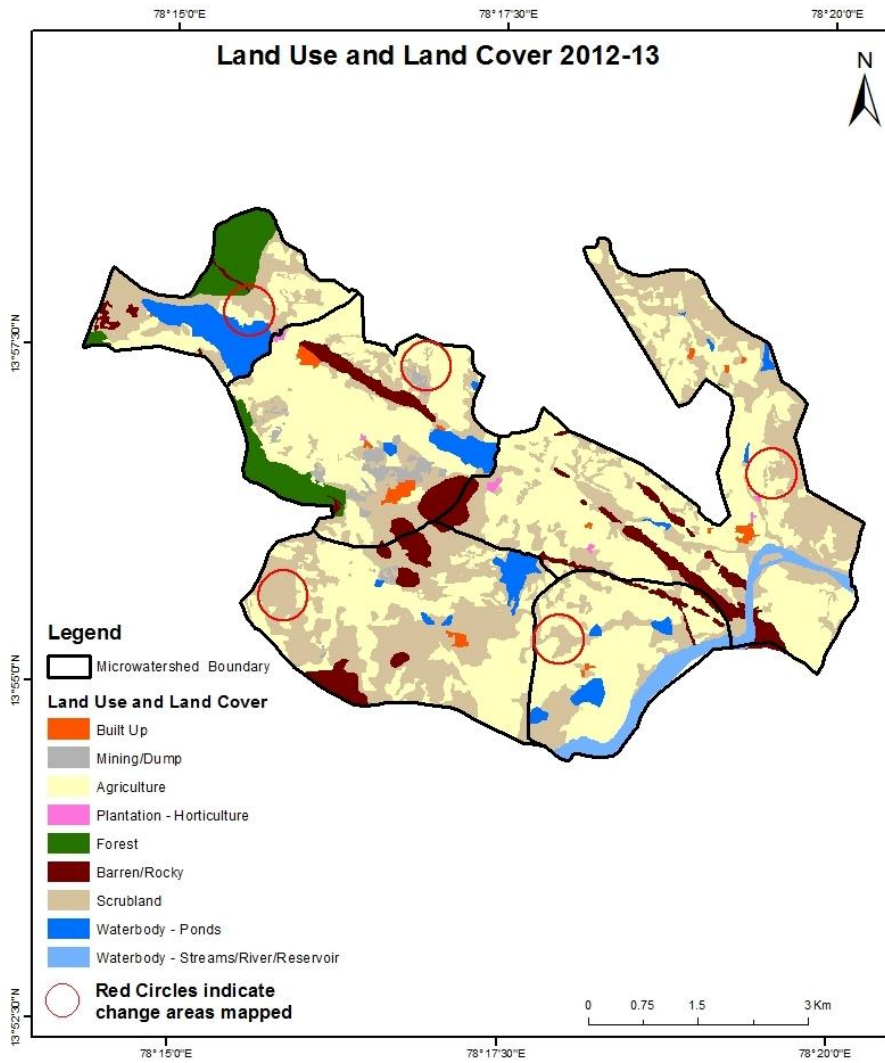 78° 15'0"E
78° 17'30"E
78° 20'0"E
Land Use and Land Cover 2012-13
N
13°57'30"N
13°55'0"N
13°52'30"N
Legend
Microwatershed Boundary
Land Use and Land Cover
Built Up
Mining/Dump
Agriculture
Plantation - Horticulture
Forest
Barren/Rocky
Scrubland
Waterbody - Ponds
Waterbody - Streams/River/Reservoir
Red Circles indicate
change areas mapped
0 0.75 1.5 3 Km
78° 15'0"E
78° 17'30"E
78° 20'0"E